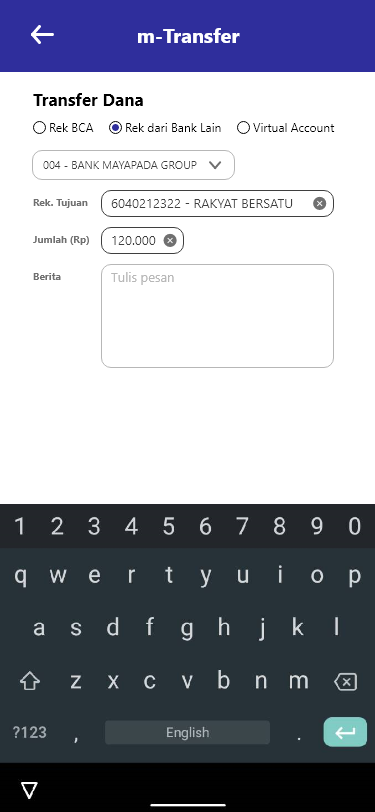 m-Transfer
Transfer Dana
Rek BCA Rek dari Bank Lain Virtual Account
004 - BANK MAYAPADA GROUP
Rek. Tujuan 6040212322 - RAKYAT BERSATU
Jumlah (Rp) 120.000
Berita Tulis pesan
1 2 3 4 5 6 7 8 9 0
q w e r t y u i o p
a s d f g h j k l
z x c v b n m
?123 , English .